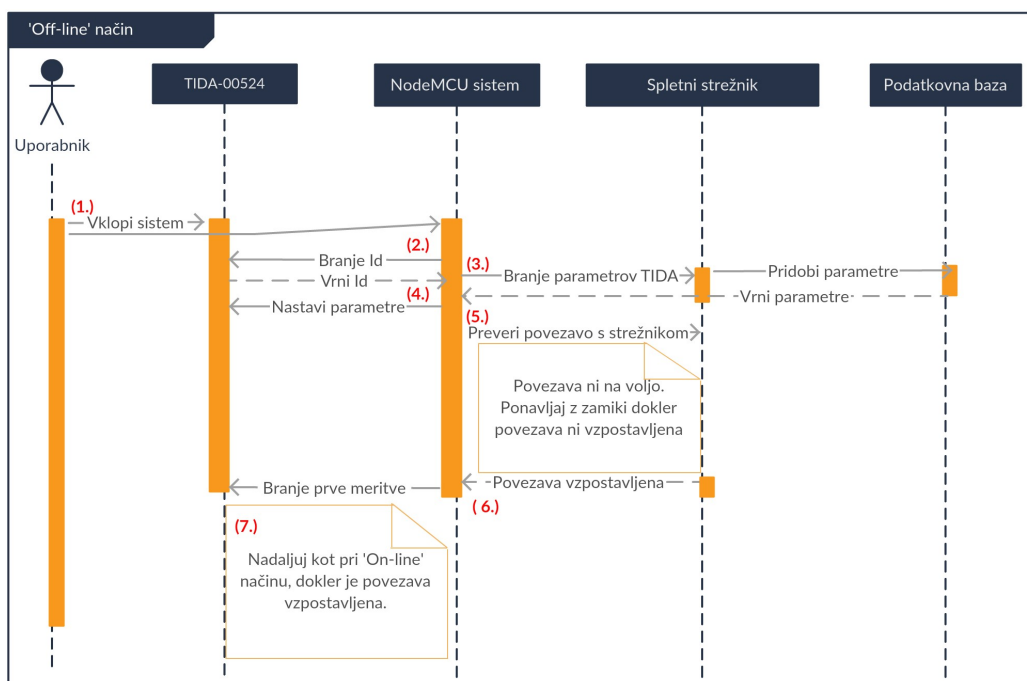 'Off-line' način
TIDA-00524
NodeMCU sistem
Spletni strežnik
Podatkovna baza
Uporabnik
(1.)
Vklopi sistem
(2.)
Branje Id
(3.)
Branje parametrov TIDA
Pridobi parametre
Vrni Id
(4.)
Vrni parametre
Nastavi parametre
(5.)
Preveri povezavo s strežnikom
Povezava ni na voljo.
Ponavljaj z zamiki dokler
povezava ni vzpostavljena
Povezava vzpostavljena
Branje prve meritve
( 6.)
(7.)
Nadaljuj kot pri 'On-line'
načinu, dokler je povezava
vzpostavljena.